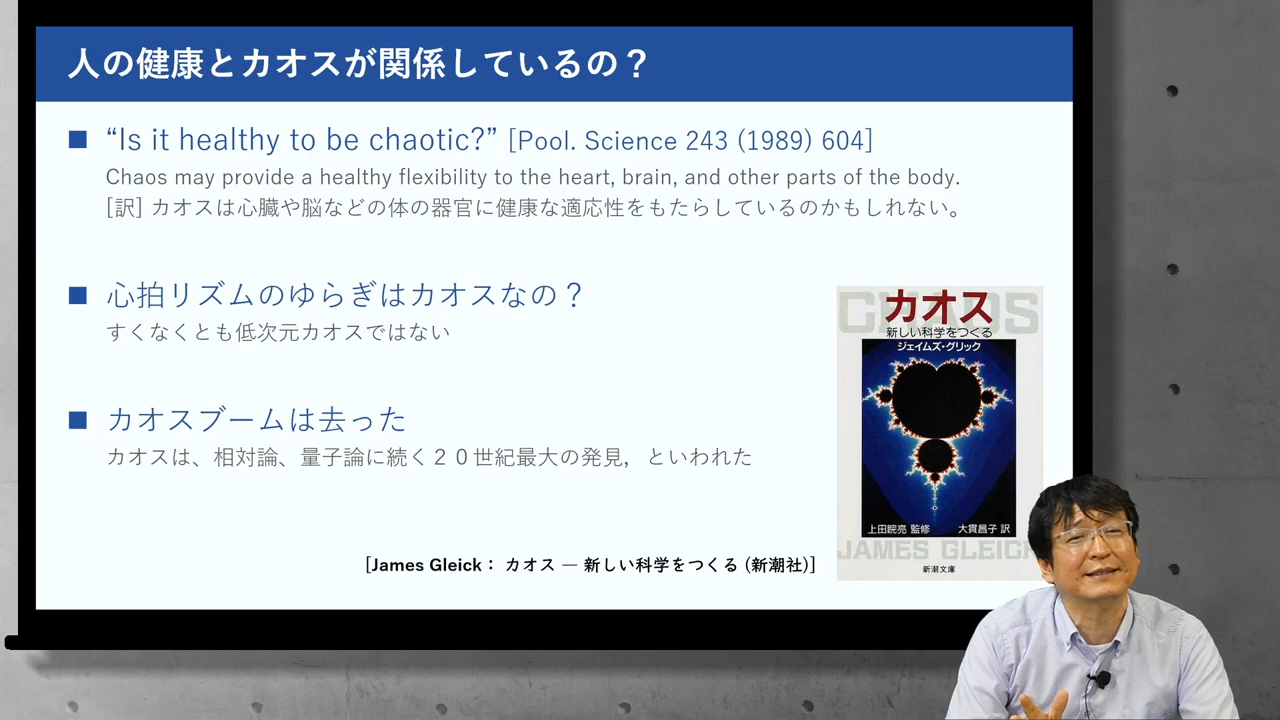 人の健康とカオスが関係しているの？
■ “Is it healthy to be chaotic?” [Pool. Science 243 (1989) 604]
Chaos may provide a healthy flexibility to the heart, brain, and other parts of the body.
[訳] カオスは心臓や脳などの体の器官に健康な適応性をもたらしているのかもしれない。
■ 心拍リズムのゆらぎはカオスなの？
すくなくとも低次元カオスではない
■ カオスブームは去った
カオスは、相対論、量子論に続く２０世紀最大の発見，といわれた
[James Gleick： カオス ― 新しい科学をつくる (新潮社)]
CHAOS
カオス
新しい科学をつくる
ジェイムズ・グリック
上田睆亮 監修 大貫昌子 訳
JAMES GLEICK
新潮文庫